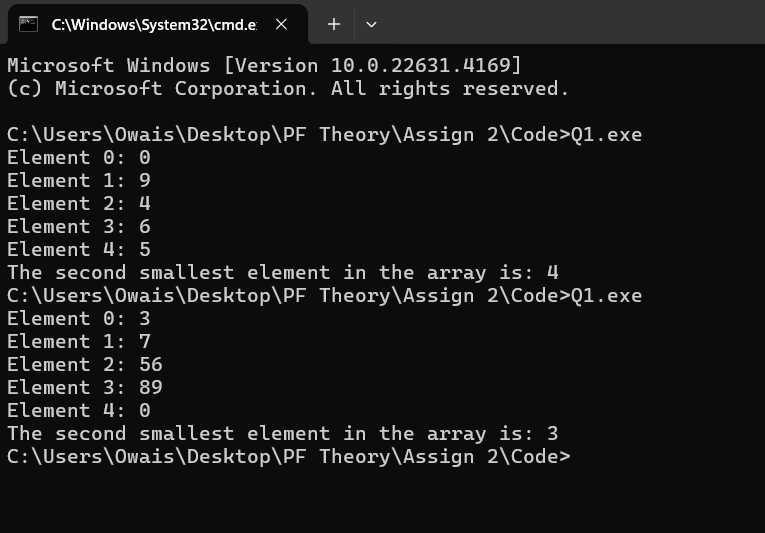 C:\Windows\System32\cmd.e
Microsoft Windows [Version 10.0.22631.4169]
(c) Microsoft Corporation. All rights reserved.
C:\Users\Owais\Desktop\PF Theory\Assign 2\Code>Q1.exe
Element 0: 0
Element 1: 9
Element 2: 4
Element 3: 6
Element 4: 5
The second smallest element in the array is: 4
C:\Users\Owais\Desktop\PF Theory\Assign 2\Code>Q1.exe
Element 0: 3
Element 1: 7
Element 2: 56
Element 3: 89
Element 4: 0
The second smallest element in the array is: 3
C:\Users\Owais\Desktop\PF Theory\Assign 2\Code>